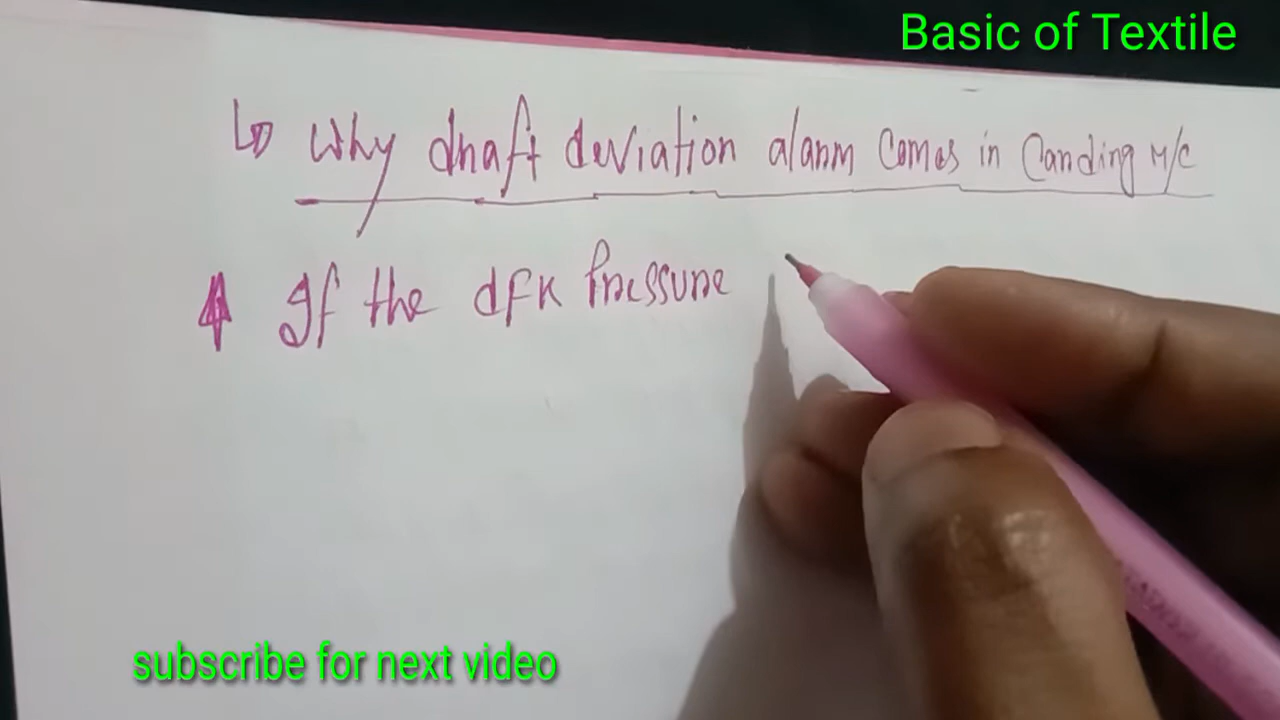 Basic of Textile
Why draft deviation alarm comes in Carding M/C
If the dfk Pressure
subscribe for next video